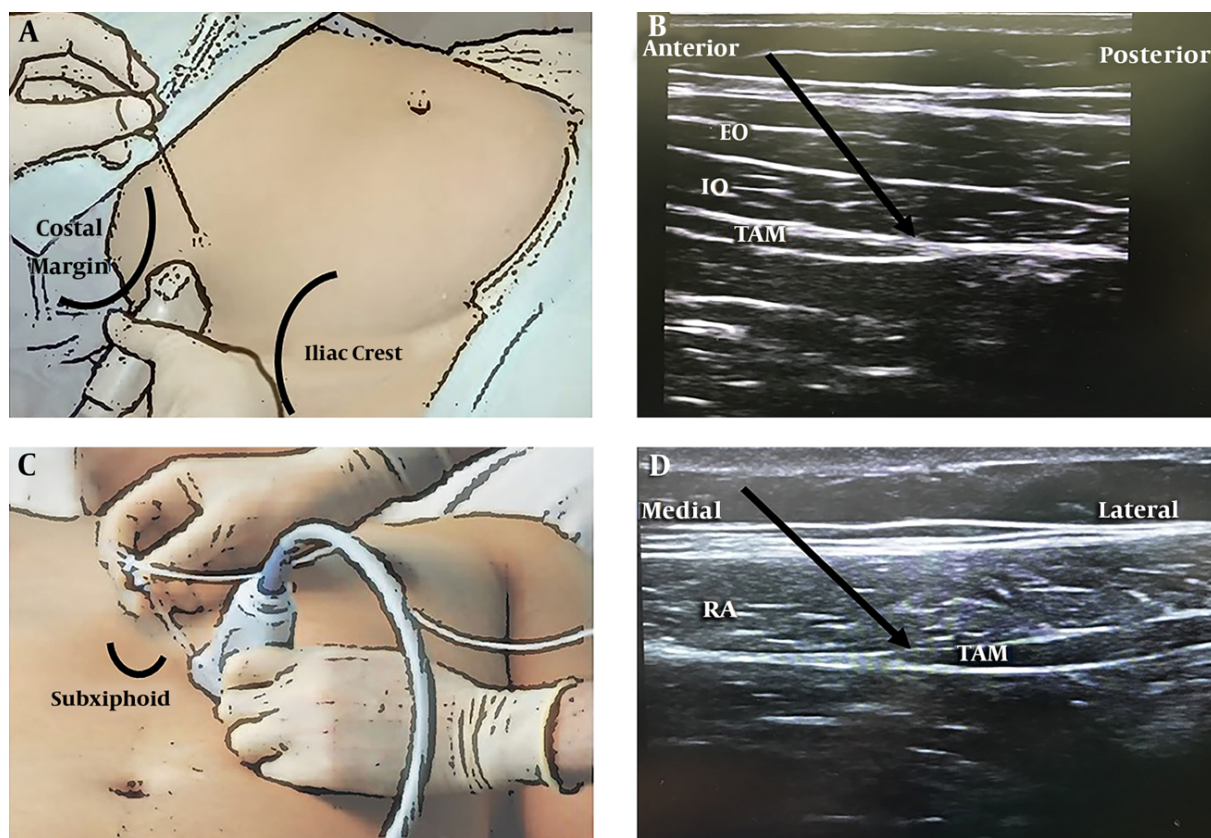 A
Costal
Margin
Iliac Crest
B
Anterior
Posterior
EO
IO
TAM
C
Subxiphoid
D
Medial
Lateral
RA
TAM